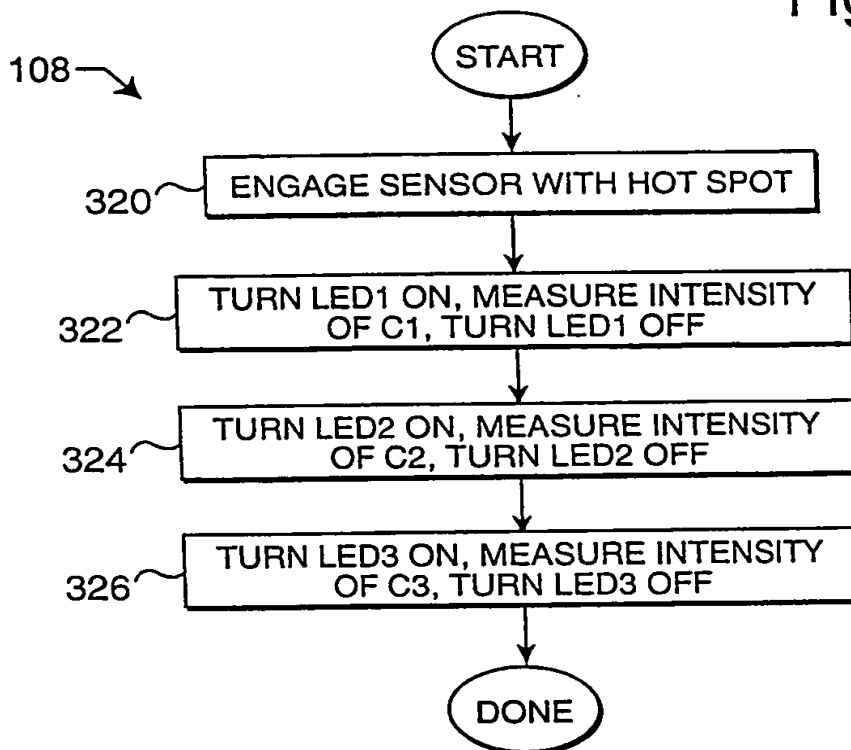 START
108
ENGAGE SENSOR WITH HOT SPOT
320
TURN LED1 ON, MEASURE INTENSITY
OF C1, TURN LED1 OFF
322
TURN LED2 ON, MEASURE INTENSITY
OF C2, TURN LED2 OFF
324
TURN LED3 ON, MEASURE INTENSITY
OF C3, TURN LED3 OFF
326
DONE